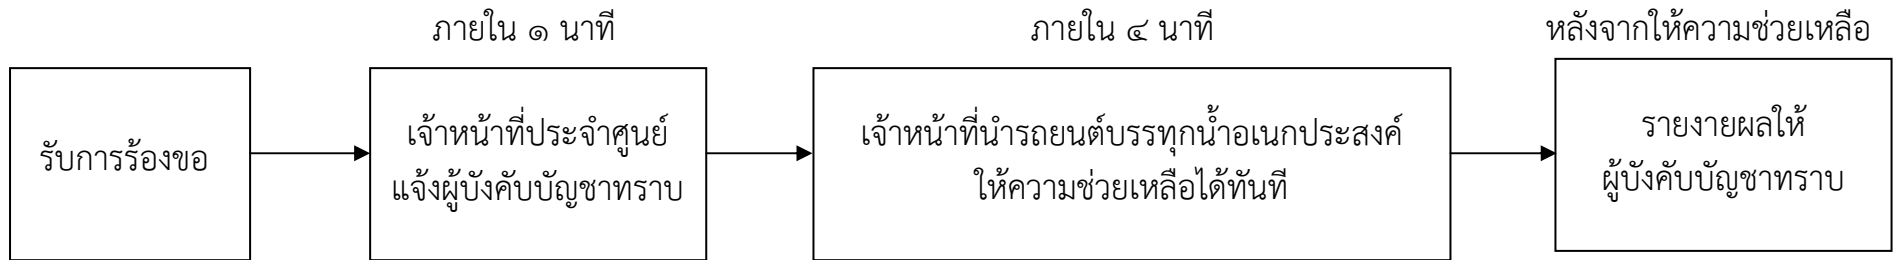 ภายใน ๑ นาที
ภายใน ๔ นาที
หลังจากให้ความช่วยเหลือ
รับการร้องขอ
เจ้าหน้าที่ประจำศูนย์
แจ้งผู้บังคับบัญชาทราบ
เจ้าหน้าที่นำรถยนต์บรรทุกน้ำอเนกประสงค์
ให้ความช่วยเหลือได้ทันที
รายงายผลให้
ผู้บังคับบัญชาทราบ